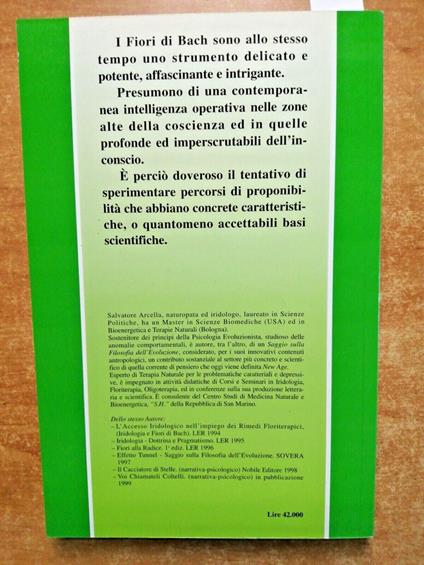 I Fiori di Bach sono allo stesso
tempo uno strumento delicato e
potente, affascinante e intrigante.
Presumono di una contempora-
nea intelligenza operativa nelle zone
alte della coscienza ed in quelle
profonde ed imperscrutabili dell'in-
conscio.
È perciò doveroso il tentativo di
sperimentare percorsi di proponibi-
lità che abbiano concrete caratteristi-
che, o quantomeno accettabili basi
scientifiche.
Salvatore Arcella, naturopata ed iridologo, laureato in Scienze
Politiche, ha un Master in Scienze Biomediche (USA) ed in
Bioenergetica e Terapie Naturali (Bologna).
Sostenitore dei principi della Psicologia Evoluzionista, studioso delle
anomalie comportamentali, è autore, tra l'altro, di un Saggio sulla
Filosofia dell'Evoluzione, considerato, per i suoi innovativi contenuti
antropologici, un contributo sostanziale al settore più concreto e scienti-
fico di quella corrente di pensiero che oggi viene definita New Age.
Esperto di Terapia Naturale per le problematiche caratteriali e depressi-
ve, è impegnato in attività didattiche di Corsi e Seminari in Iridologia,
Floriterapia, Oligoterapia, ed in conferenze sulla sua produzione lettera-
ria e scientifica. È consulente del Centro Studi di Medicina Naturale e
Bioenergetica, "S.H." della Repubblica di San Marino.
Dello stesso Autore:
– L'Accesso Iridologico nell'impiego dei Rimedi Floriterapici,
(Iridologia e Fiori di Bach). LER 1994
– Iridologia - Dottrina e Pragmatismo. LER 1995
– Fiori alla Radice. 1ª ediz. LER 1996
– Effetto Tunnel - Saggio sulla Filosofia dell'Evoluzione. SOVERA
1997
– Il Cacciatore di Stelle. (narrativa-psicologico) Nobile Editore 1998
– Voi Chiamateli Coltelli. (narrativa-psicologico) in pubblicazione
1999
Lire 42.000